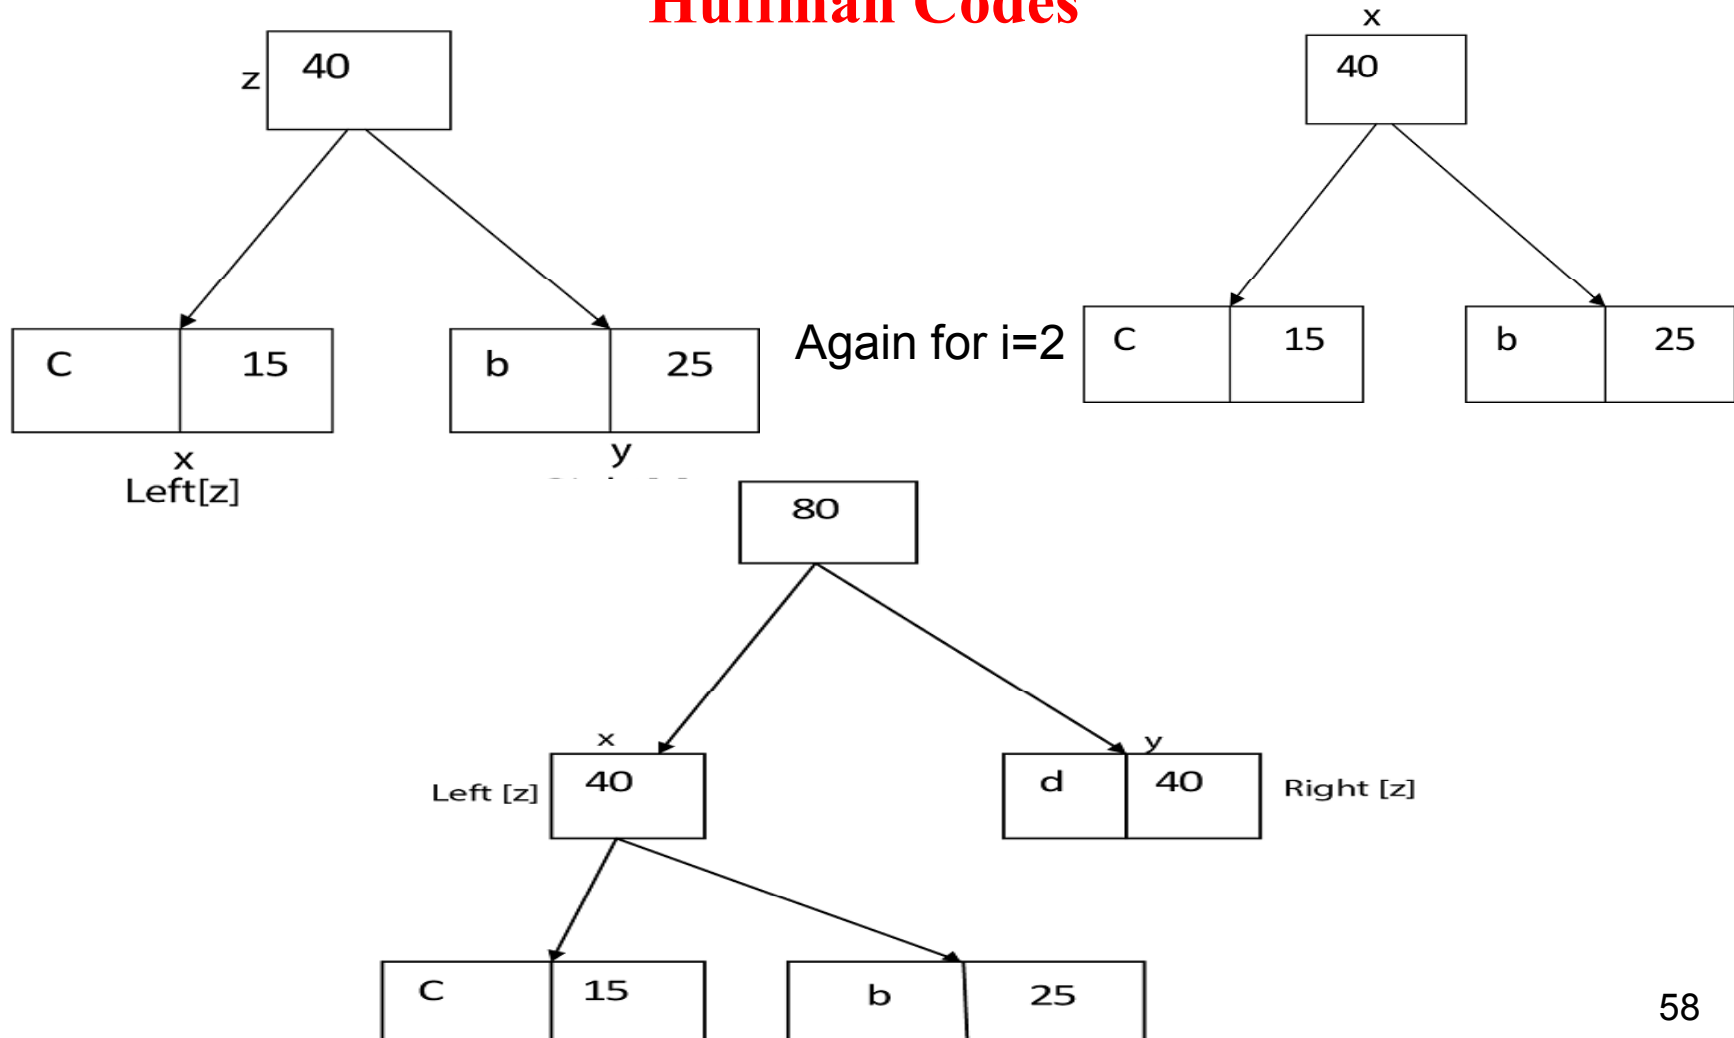 Huffman Codes
z 40
C 15
b 25
x
y
Left[z]
Again for i=2
x
40
C 15
b 25
80
x
y
Left [z] 40
d 40 Right [z]
C 15
b 25
58